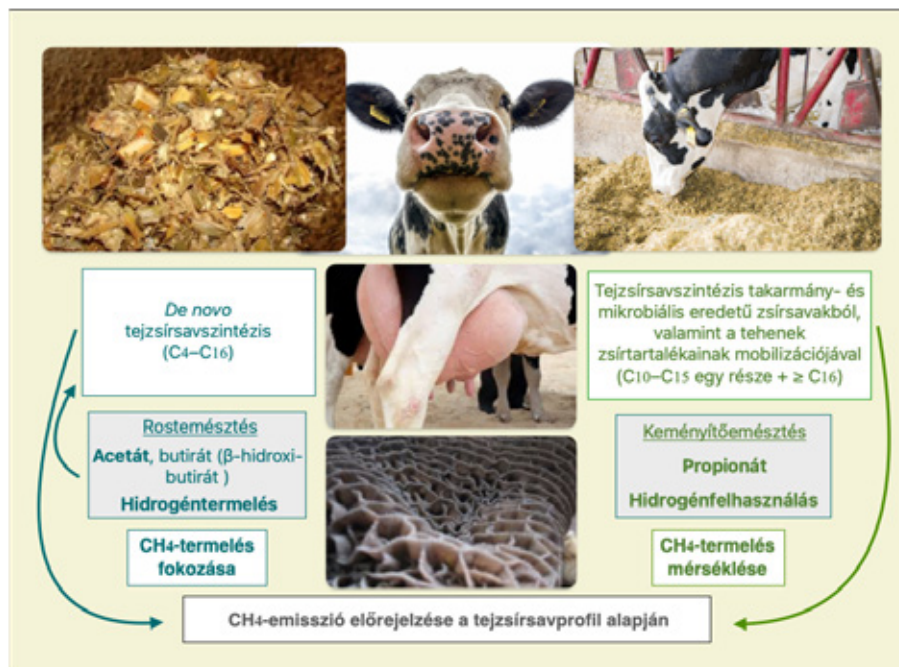 De novo
tejzsírsavszintézis
(C4–C16)
Tejzsírsavszintézis takarmány- és
mikrobiális eredetű zsírsavakból,
valamint a tehenek
zsírtartalékainak mobilizációjával
(C10–C15 egy része + ≥ C16)
Rostemésztés
Acetát, butirát (β-hidroxi-
butirát )
Hidrogéntermelés
Keményítőemésztés
Propionát
Hidrogénfelhasználás
CH4-termelés
fokozása
CH4-termelés
mérséklése
CH4-emisszió előrejelzése a tejzsírsavprofil alapján